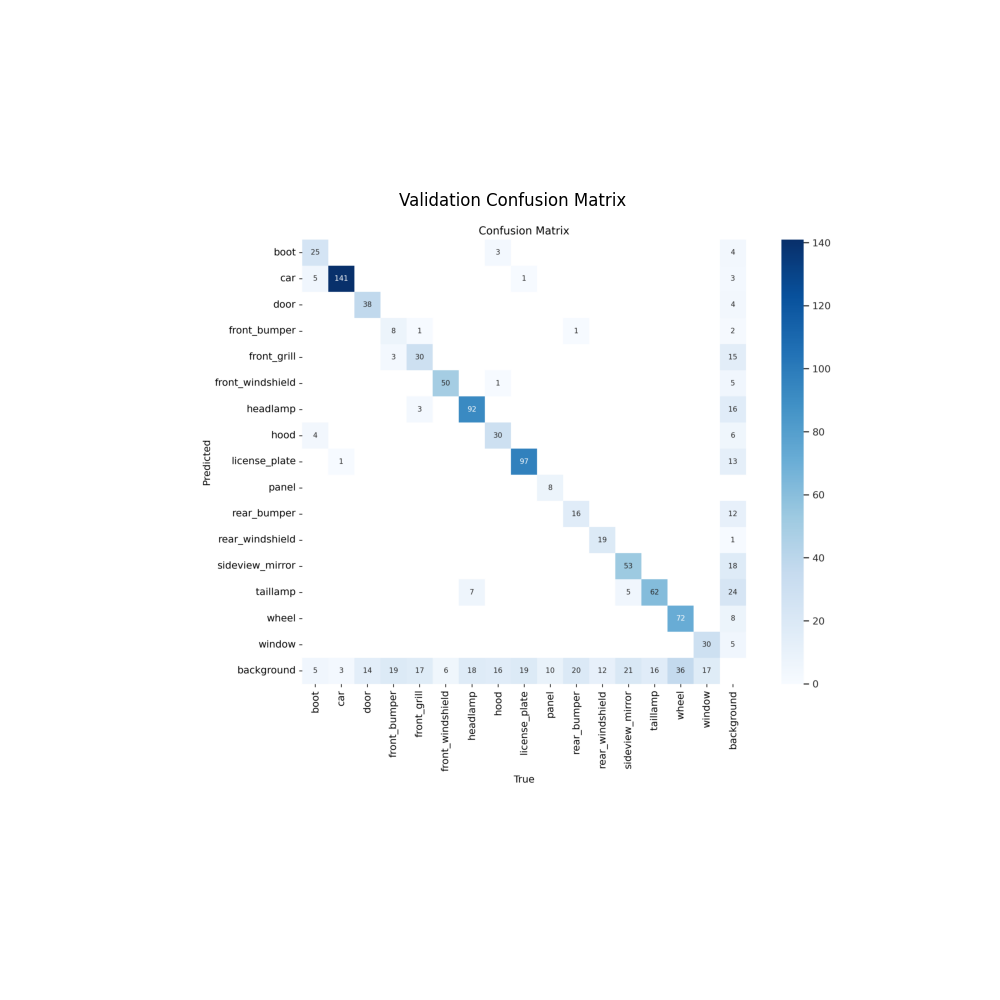 Validation Confusion Matrix
Confusion Matrix
boot 25 3 4
car 5 141 1 3
door 38 4
front_bumper 8 1 1 2
front_grill 3 30 15
front_windshield 50 1 5
headlamp 3 92 16
hood 4 30 6
license_plate 1 97 13
panel 8
rear_bumper 16 12
rear_windshield 19 1
sideview_mirror 53 18
taillamp 7 5 62 24
wheel 72 8
window 30 5
background 5 3 14 19 17 6 18 16 19 10 20 12 21 16 36 17
boot car door front_bumper front_grill front_windshield headlamp hood license_plate panel rear_bumper rear_windshield sideview_mirror taillamp wheel window background
True
Predicted
140
120
100
80
60
40
20
0